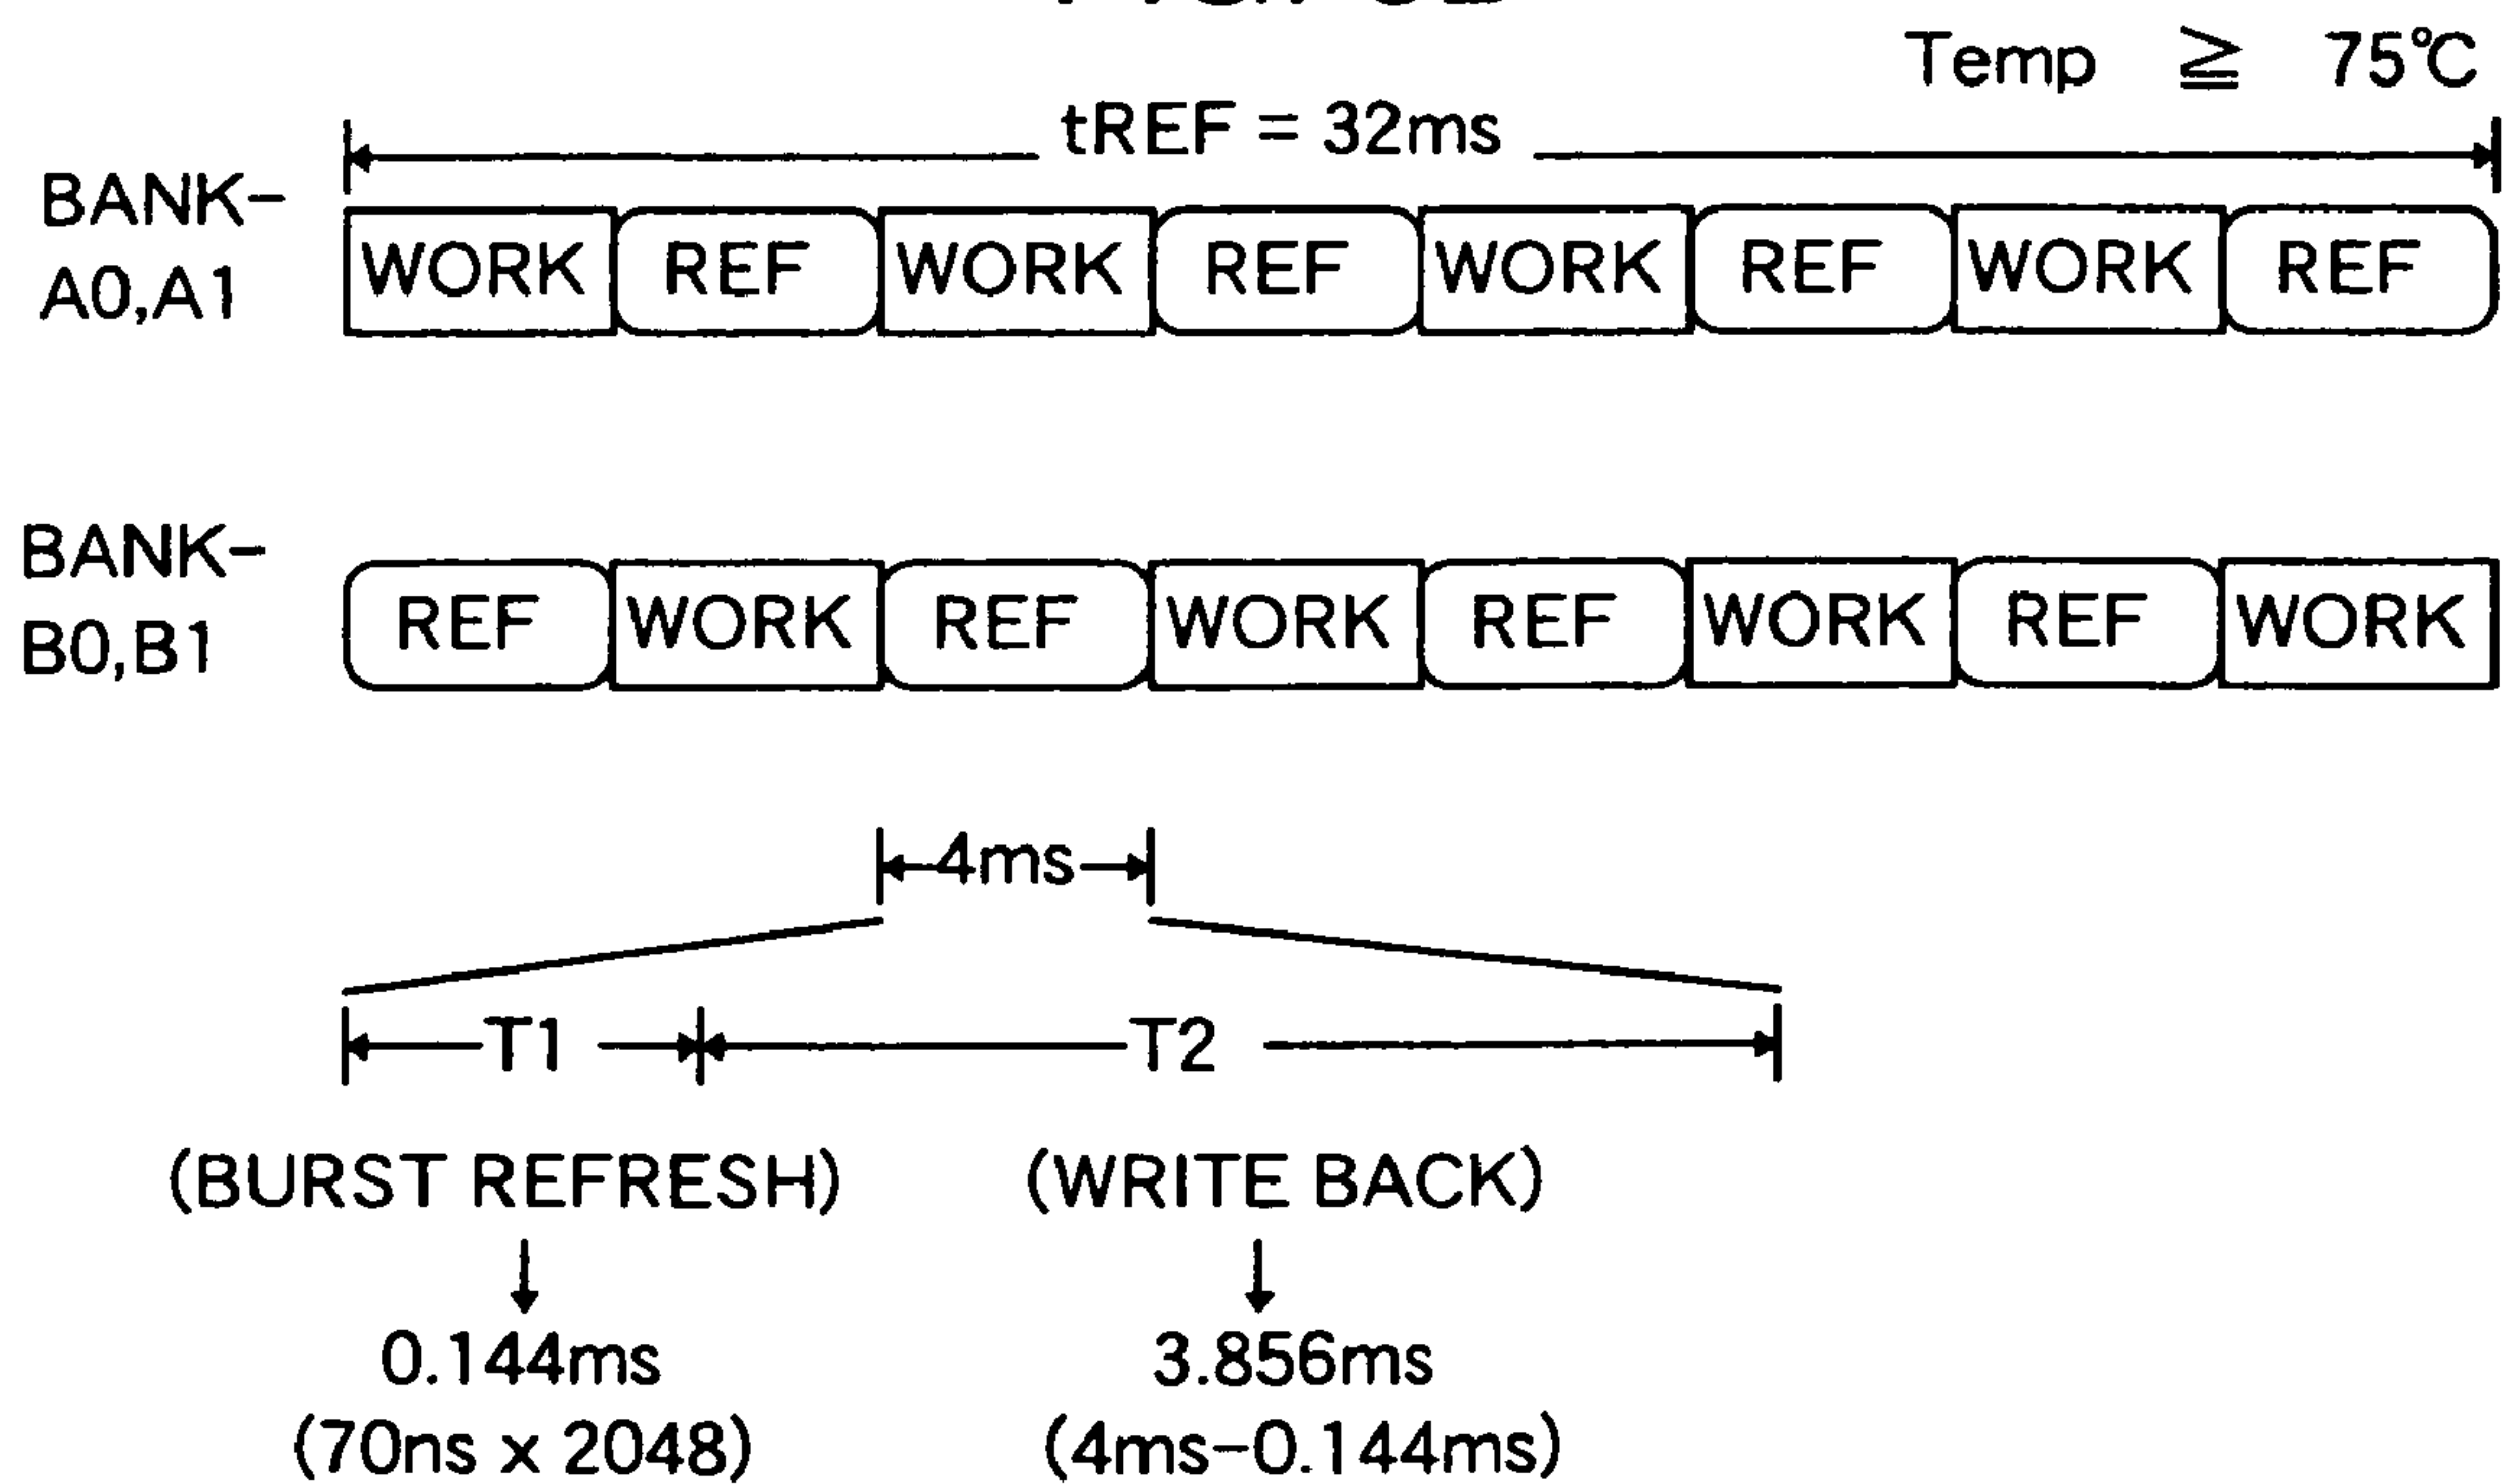 Temp ≧ 75℃
tREF = 32ms
BANK-
A0,A1
WORK REF WORK REF WORK REF WORK REF
BANK-
B0,B1
REF WORK REF WORK REF WORK REF WORK
4ms
T1 T2
(BURST REFRESH) (WRITE BACK)
0.144ms 3.856ms
(70ns x 2048) (4ms-0.144ms)